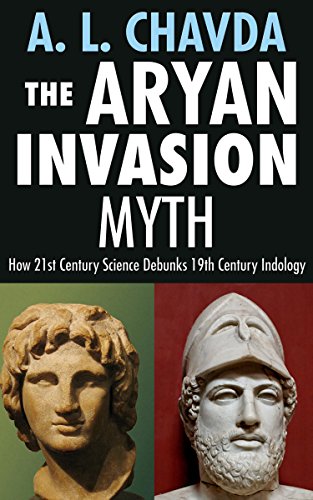 A. L. CHAVDA
THE ARYAN
INVASION
MYTH
How 21st Century Science Debunks 19th Century Indology